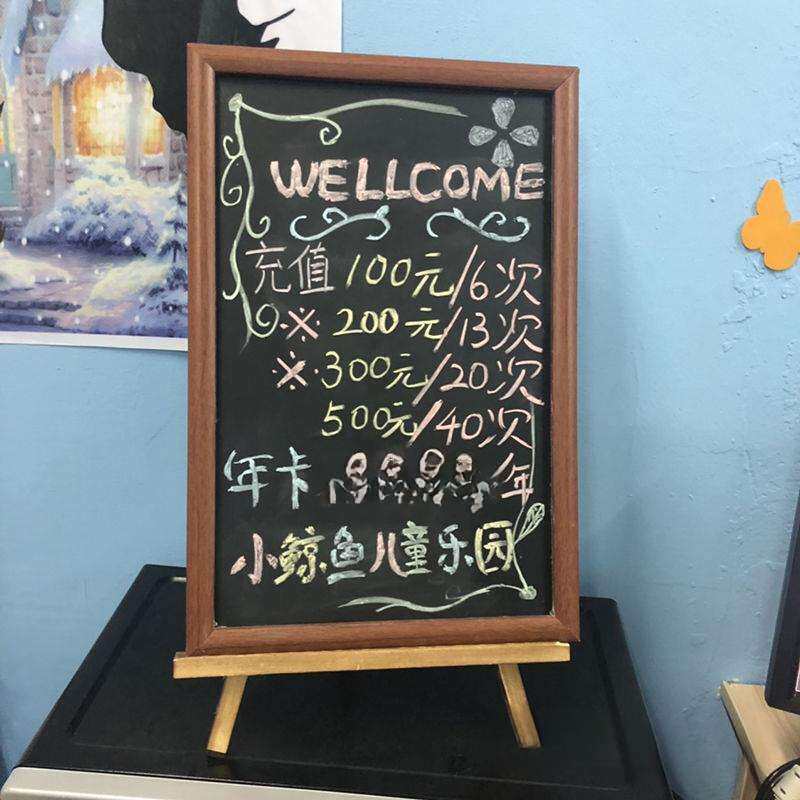 WELLCOME
充值100元/6次
※200元/13次
※300元/20次
500元/40次
年卡 年
小鲸鱼儿童乐园